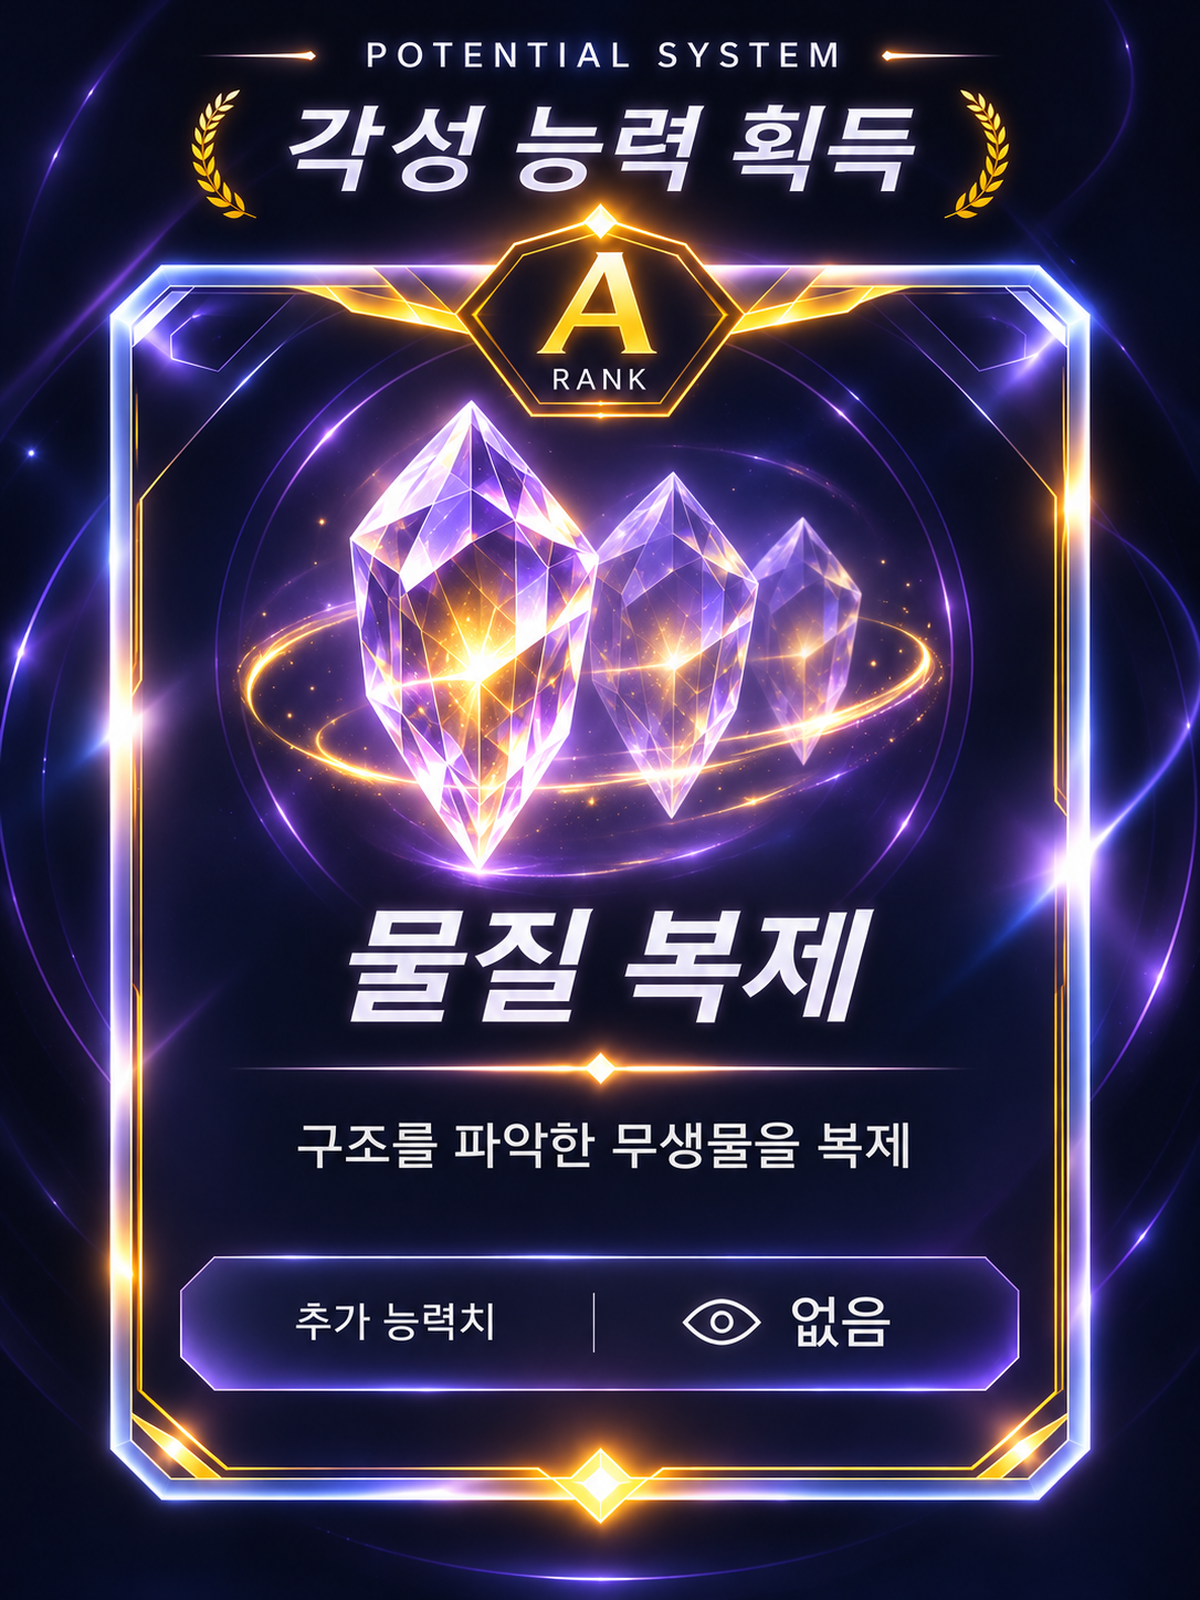 POTENTIAL SYSTEM
각성 능력 획득
A
RANK
물질 복제
구조를 파악한 무생물을 복제
추가 능력치
없음